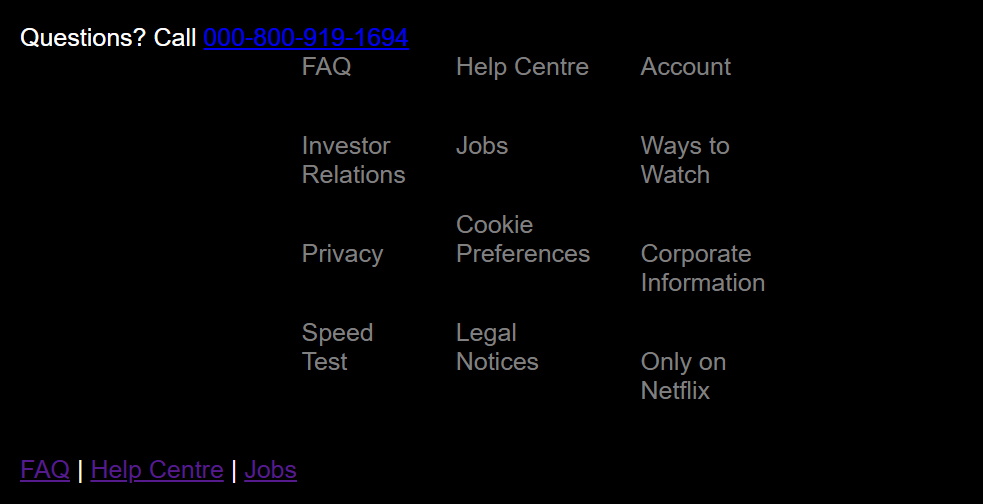 Questions? Call 000-800-919-1694
FAQ Help Centre Account
Investor Relations Jobs Ways to Watch
Privacy Cookie Preferences Corporate Information
Speed Test Legal Notices Only on Netflix
FAQ | Help Centre | Jobs